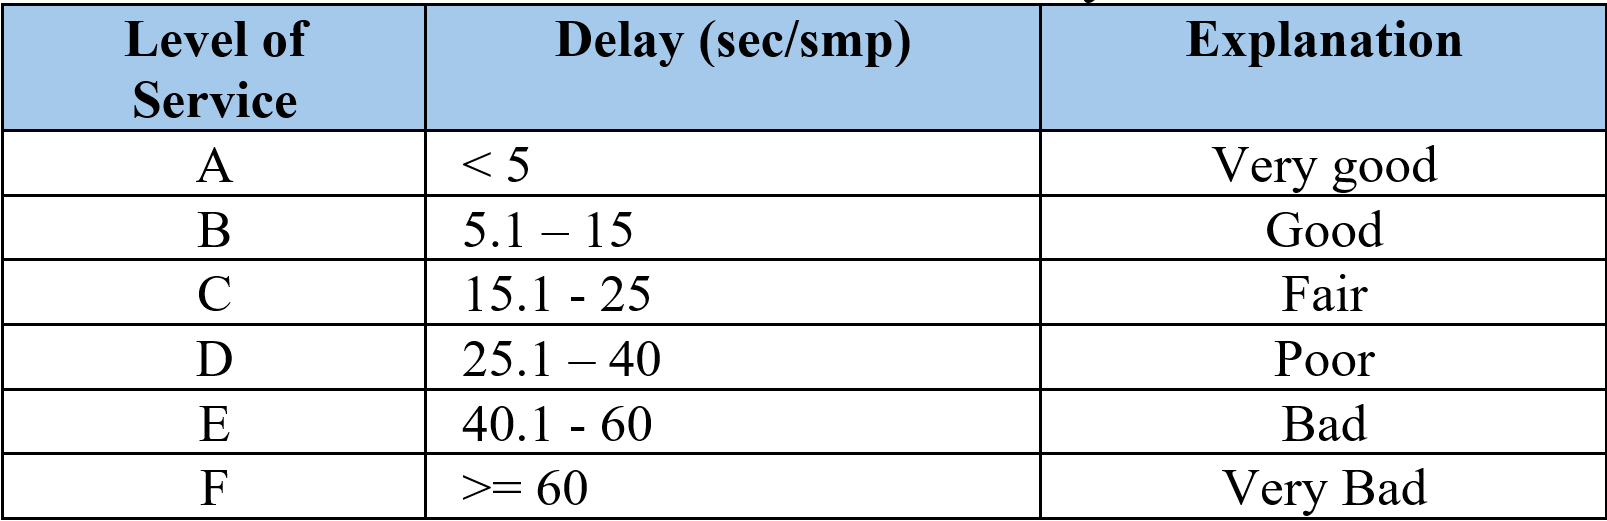 Level of Service	Delay (sec/smp)	Explanation
A	< 5	Very good
B	5.1 – 15	Good
C	15.1 - 25	Fair
D	25.1 – 40	Poor
E	40.1 - 60	Bad
F	>= 60	Very Bad